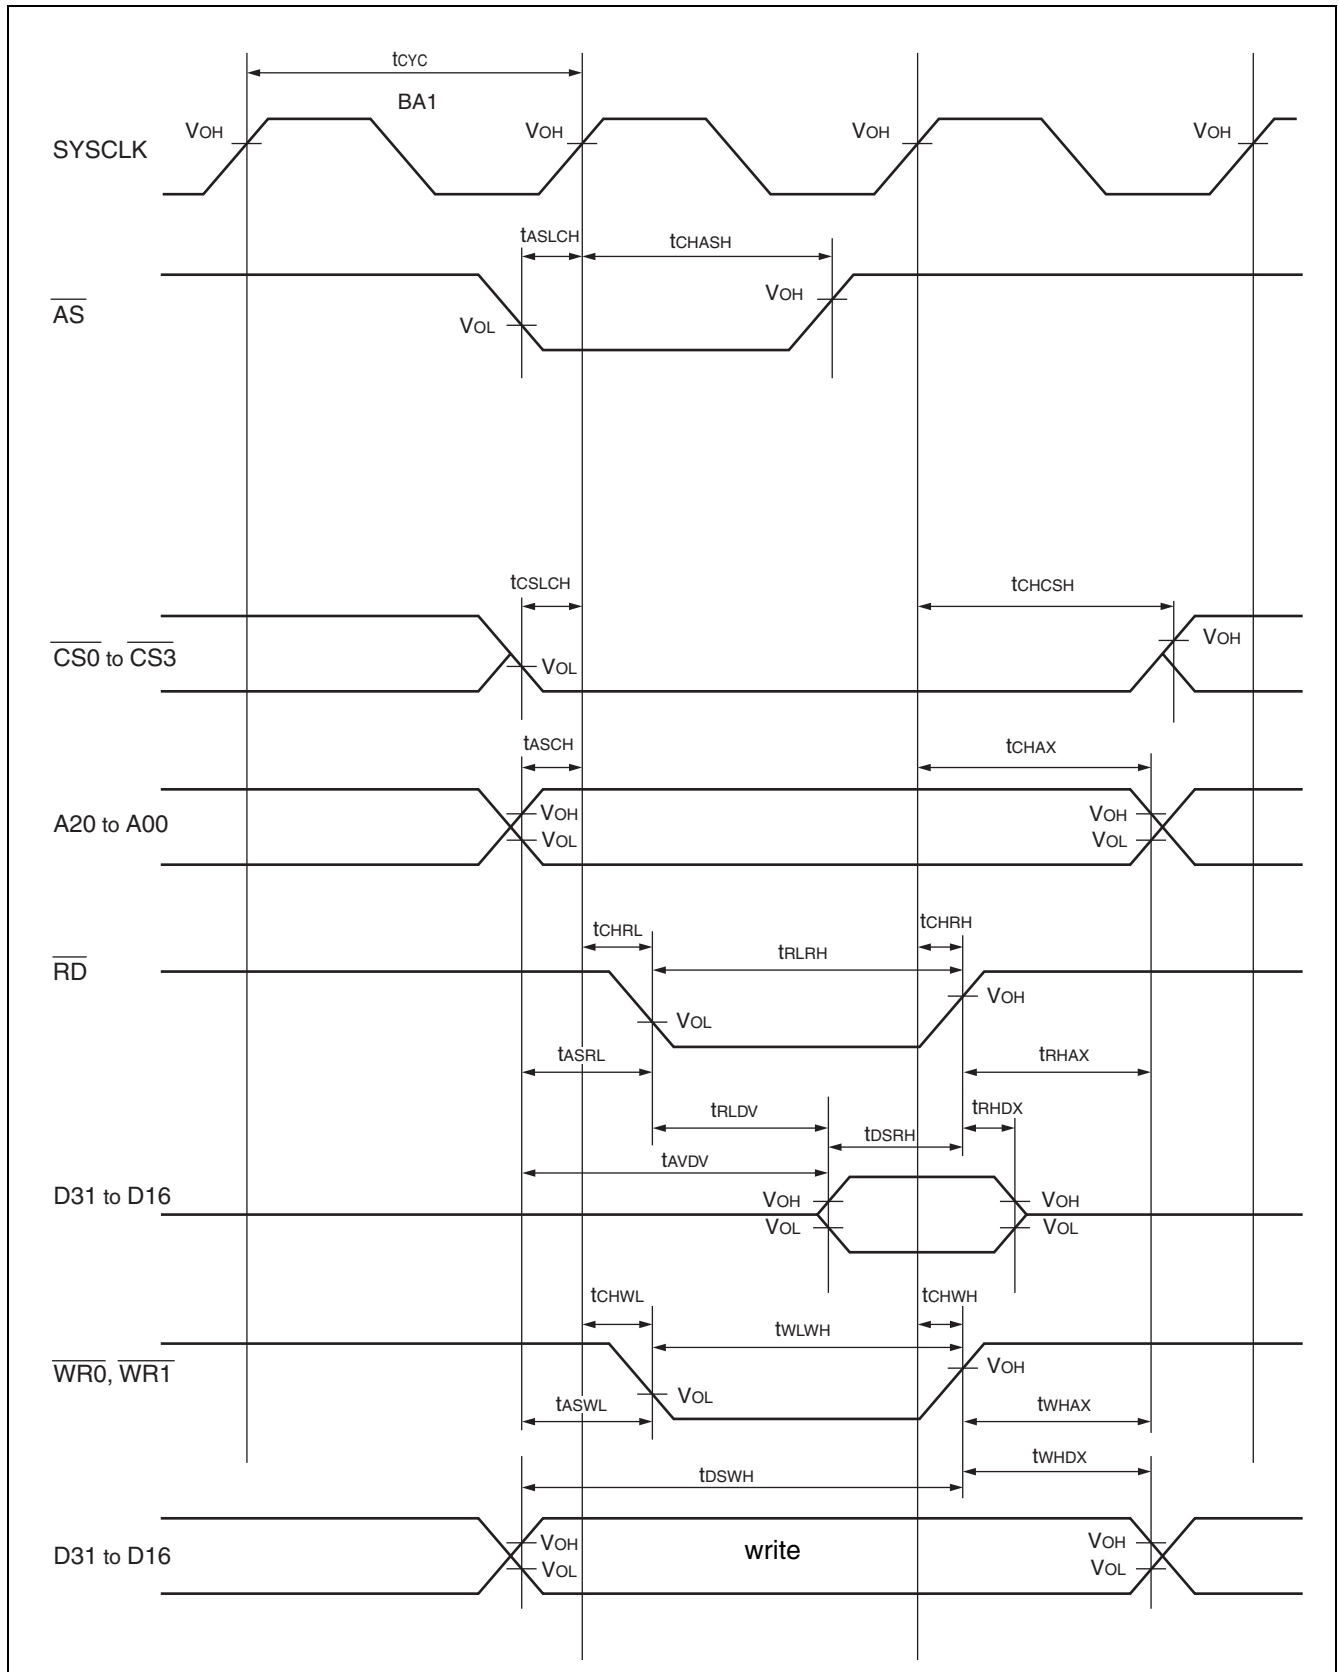 tCYC
BA1
VOH VOH VOH VOH
SYSCLK
tASLCH tCHASH
VOH
AS
VOL
tCSLCH tCHCSH
VOH
CS0 to CS3
VOL
tASCH tCHAX
VOH VOH
A20 to A00
VOL VOL
tCHRL tCHRH
tRLRH
RD
VOH
VOL
tASRL tRHAX
tRLDV tRHDX
tDSRH
tAVDV
D31 to D16
VOH VOH
VOL VOL
tCHWL tCHWH
tWLWH
WR0, WR1
VOH
VOL
tASWL tWHAX
tWHDX
tDSWH
VOH VOH
D31 to D16 write
VOL VOL